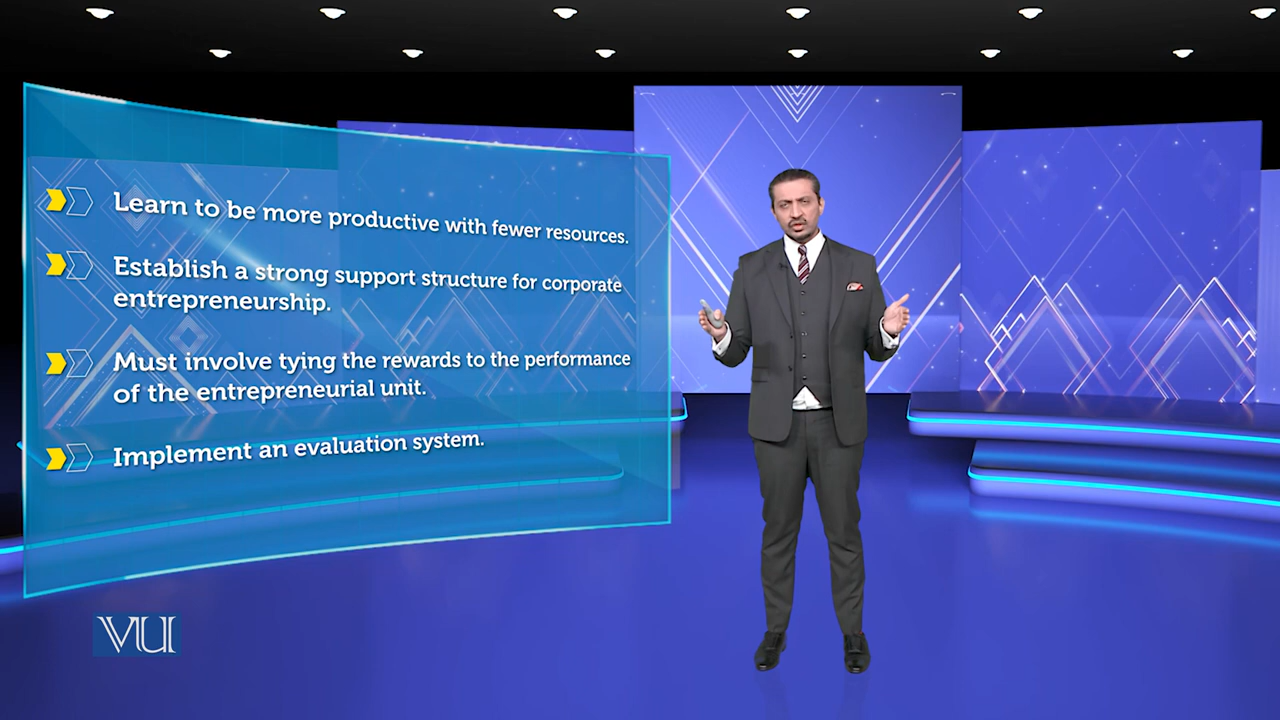 Learn to be more productive with fewer resources.
Establish a strong support structure for corporate
entrepreneurship.
Must involve tying the rewards to the performance
of the entrepreneurial unit.
Implement an evaluation system.
VU